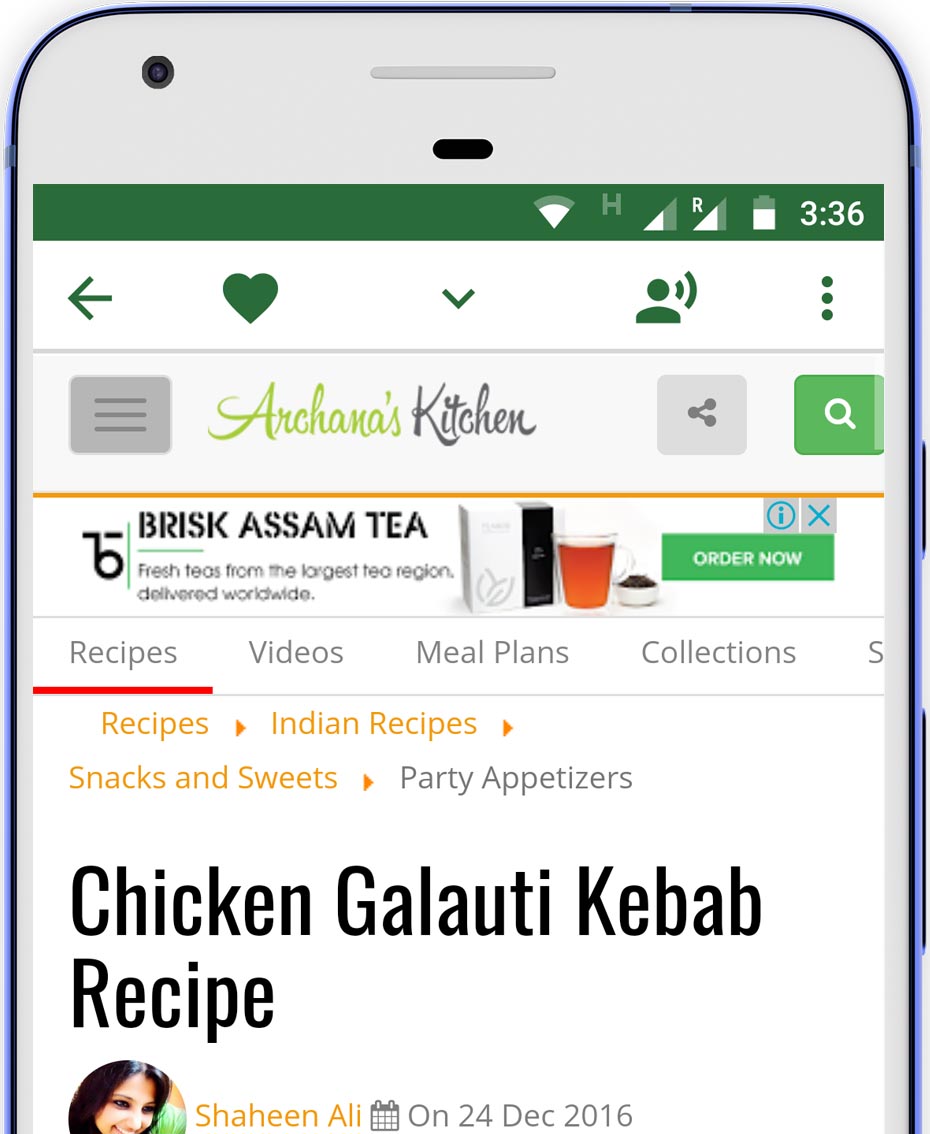 H R 3:36
Archana's Kitchen
BRISK ASSAM TEA
Fresh teas from the largest tea region,
delivered worldwide.
ORDER NOW
Recipes Videos Meal Plans Collections S
Recipes Indian Recipes
Snacks and Sweets Party Appetizers
Chicken Galauti Kebab
Recipe
Shaheen Ali On 24 Dec 2016